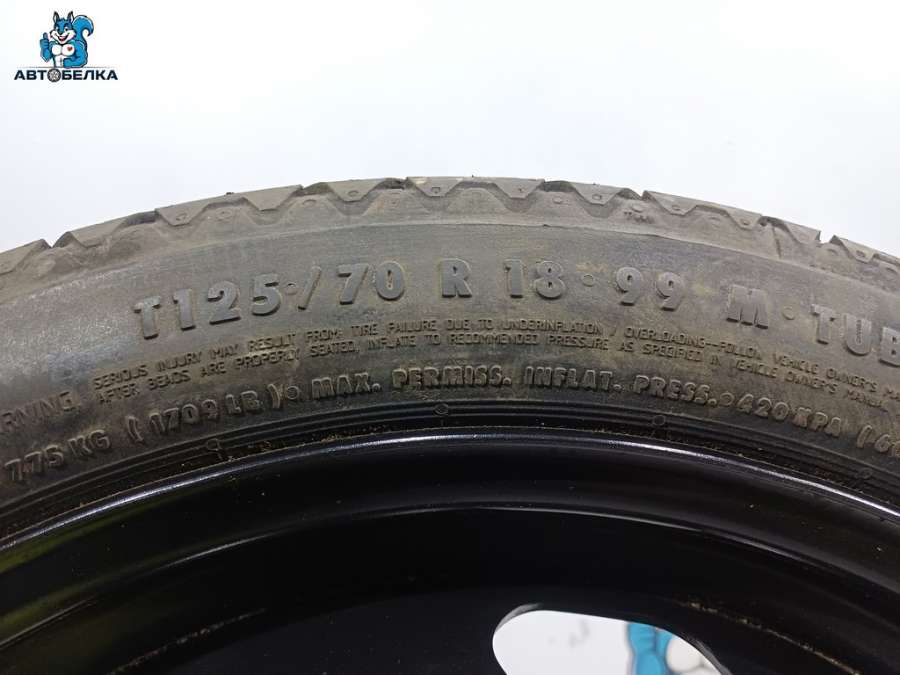 АВТОБЕЛКА
T125/70 R 18 · 99 M · TUB
SERIOUS INJURY MAY RESULT FROM: TIRE FAILURE DUE TO UNDERINFLATION / OVERLOADING—FOLLOW VEHICLE OWNER'S
AFTER BEADS ARE PROPERLY SEATED, INFLATE TO RECOMMENDED PRESSURE AS SPECIFIED IN VEHICLE OWNER'S MANUAL
775 KG (1709 LB) · MAX. PERMISS. INFLAT. PRESS. · 420 KPA (